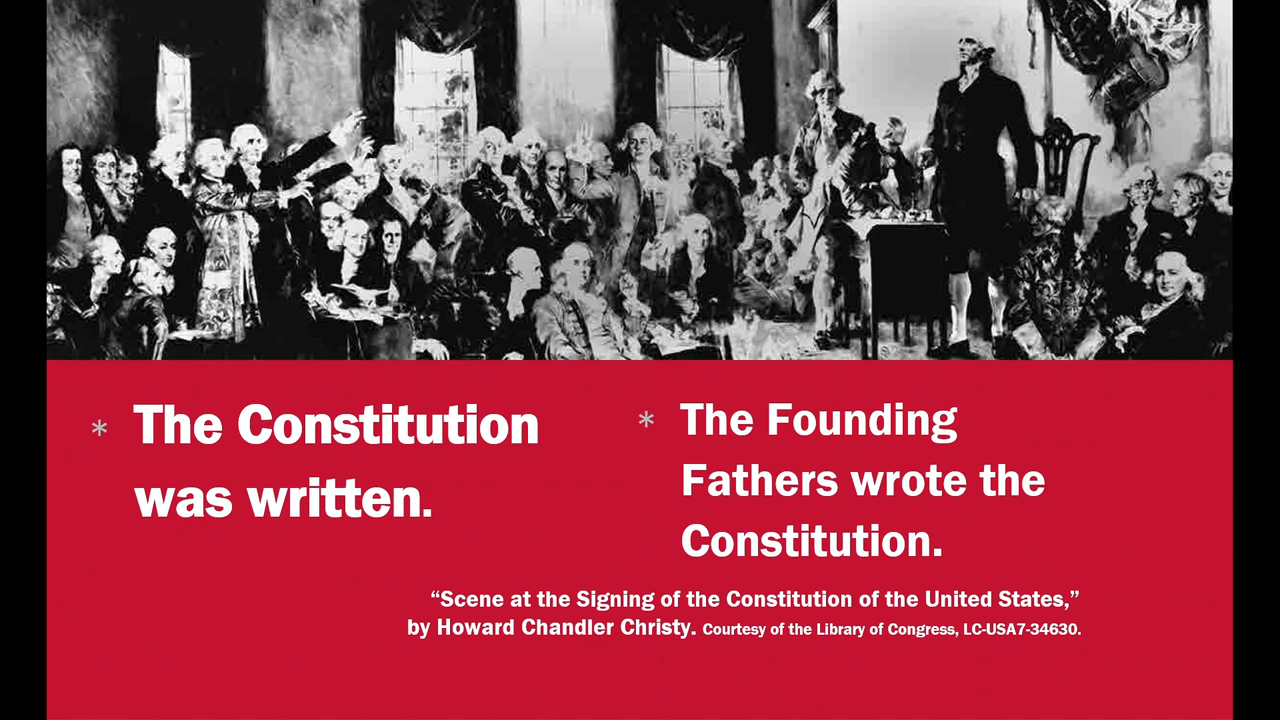 * The Constitution
was written.
* The Founding
Fathers wrote the
Constitution.
“Scene at the Signing of the Constitution of the United States,”
by Howard Chandler Christy. Courtesy of the Library of Congress, LC-USA7-34630.